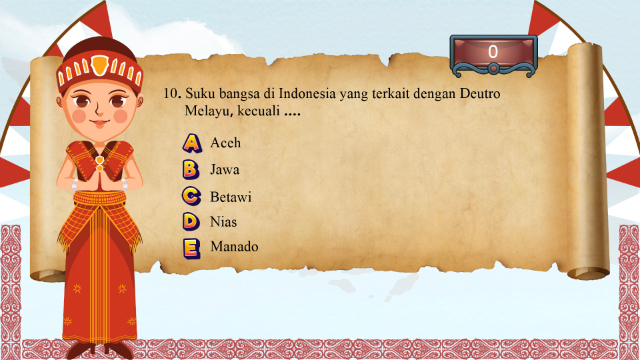 0
10. Suku bangsa di Indonesia yang terkait dengan Deutro
Melayu, kecuali ....
A Aceh
B Jawa
C Betawi
D Nias
E Manado